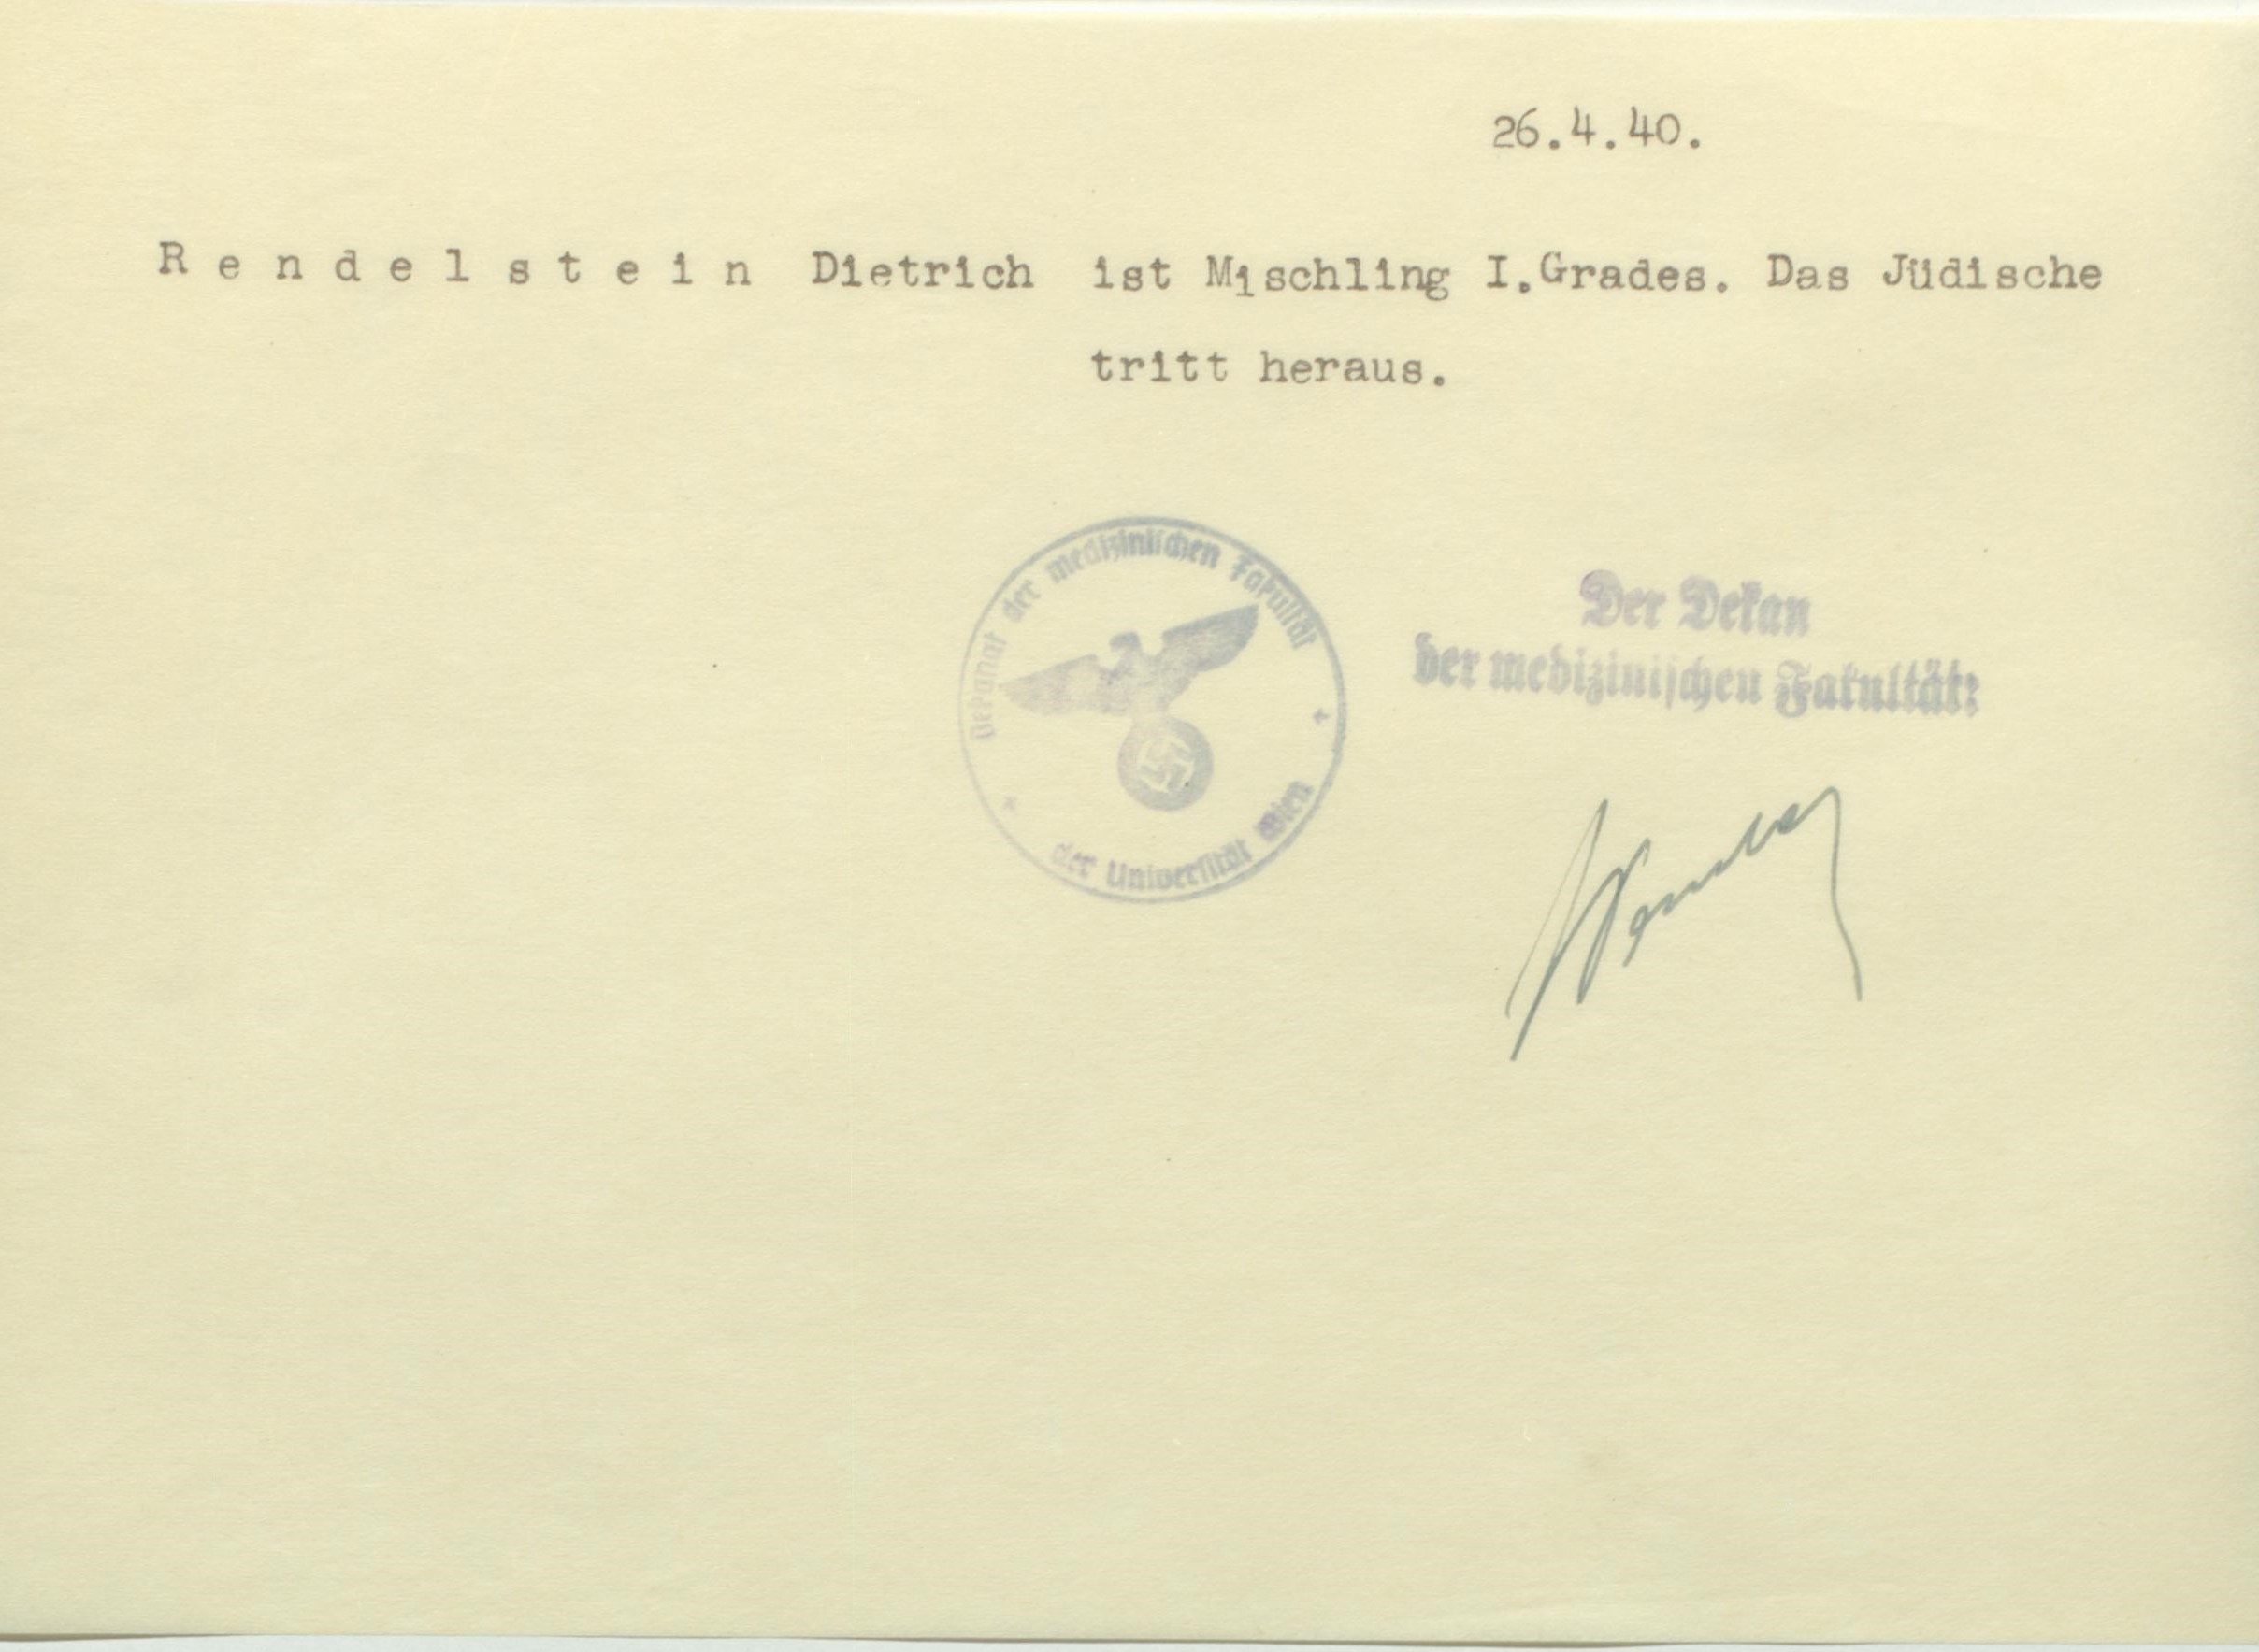 26.4.40.
R e n d e l s t e i n Dietrich ist Mischling I.Grades. Das Jüdische
tritt heraus.
Dekanat der medizinischen Fakultät
der Universität Wien
Der Dekan
der medizinischen Fakultät: